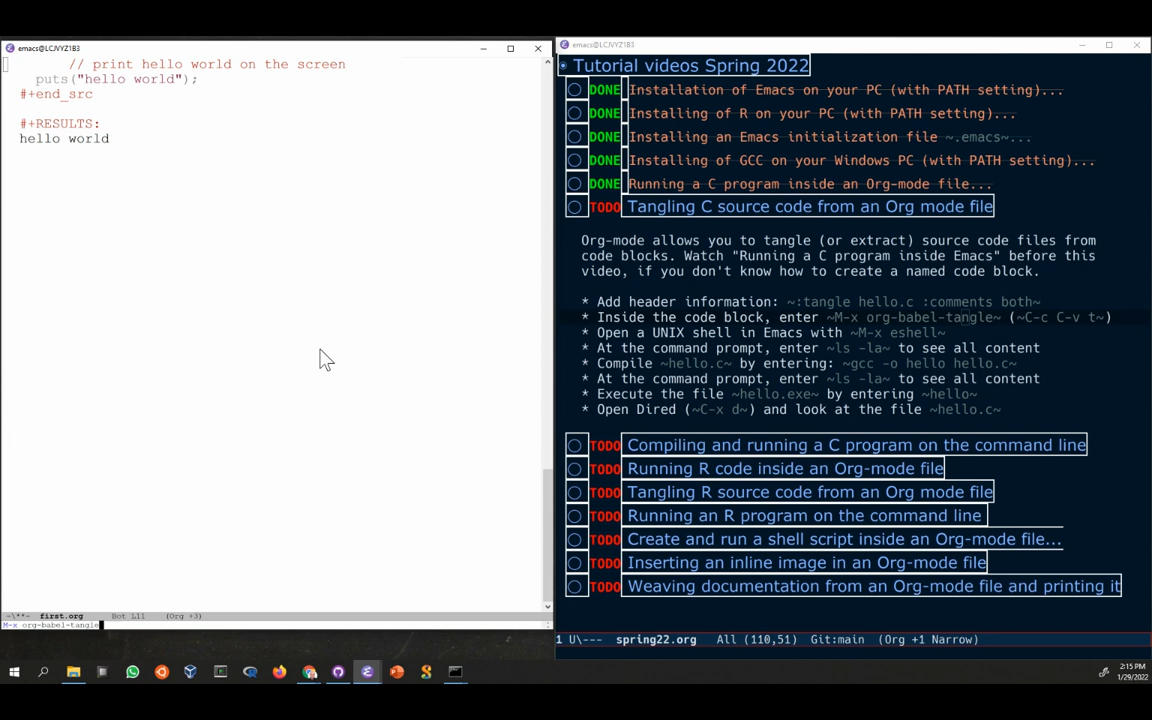 emacs@LCJVYZ1B3
// print hello world on the screen
puts("hello world");
#+end_src
#+RESULTS:
hello world
-\**- first.org Bot L11 (Org +3)
M-x org-babel-tangle
emacs@LCJVYZ1B3
Tutorial videos Spring 2022
DONE Installation of Emacs on your PC (with PATH setting)...
DONE Installing of R on your PC (with PATH setting)...
DONE Installing an Emacs initialization file ~.emacs~...
DONE Installing of GCC on your Windows PC (with PATH setting)...
DONE Running a C program inside an Org-mode file...
TODO Tangling C source code from an Org mode file
Org-mode allows you to tangle (or extract) source code files from
code blocks. Watch "Running a C program inside Emacs" before this
video, if you don't know how to create a named code block.
* Add header information: ~:tangle hello.c :comments both~
* Inside the code block, enter ~M-x org-babel-tangle~ (~C-c C-v t~)
* Open a UNIX shell in Emacs with ~M-x eshell~
* At the command prompt, enter ~ls -la~ to see all content
* Compile ~hello.c~ by entering: ~gcc -o hello hello.c~
* At the command prompt, enter ~ls -la~ to see all content
* Execute the file ~hello.exe~ by entering ~hello~
* Open Dired (~C-x d~) and look at the file ~hello.c~
TODO Compiling and running a C program on the command line
TODO Running R code inside an Org-mode file
TODO Tangling R source code from an Org mode file
TODO Running an R program on the command line
TODO Create and run a shell script inside an Org-mode file...
TODO Inserting an inline image in an Org-mode file
TODO Weaving documentation from an Org-mode file and printing it
1 U\--- spring22.org All (110,51) Git:main (Org +1 Narrow)
2:15 PM
1/29/2022